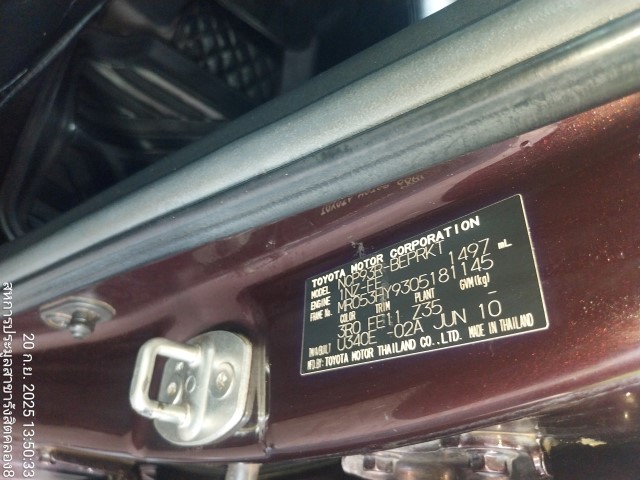 TOYOTA MOTOR CORPORATION
MODEL NCP93R-BEPRKT
ENGINE 1NZ-FE 1497 mL
FRAME No. MR053HY9305181145
COLOR TRIM PLANT GVM(kg)
3R0 FE11 Z35 -
TM/A/BUILT U340E -02A JUN 10
MFD.BY: TOYOTA MOTOR THAILAND CO.,LTD. MADE IN THAILAND
20 ก.ย. 2025 13:50:33